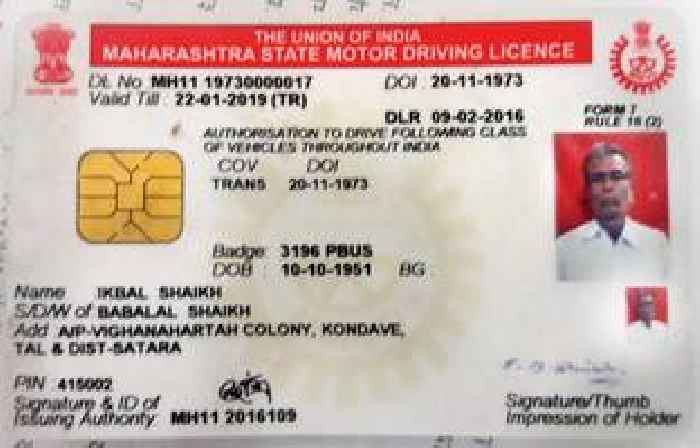 THE UNION OF INDIA
MAHARASHTRA STATE MOTOR DRIVING LICENCE
DL No MH11 19730000017 DOI : 20-11-1973
Valid Till : 22-01-2019 (TR)
DLR 09-02-2016
FORM 7
RULE 16 (2)
AUTHORISATION TO DRIVE FOLLOWING CLASS
OF VEHICLES THROUGHOUT INDIA
COV DOI
TRANS 20-11-1973
Badge 3196 PBUS
DOB : 10-10-1951 BG
Name IKBAL SHAIKH
S/D/W of BABALAL SHAIKH
Add A/P-VIGHANAHARTAH COLONY, KONDAVE,
TAL & DIST-SATARA
PIN 415002
Signature & ID of
Issuing Authority: MH11 2016109
Signature/Thumb
Impression of Holder